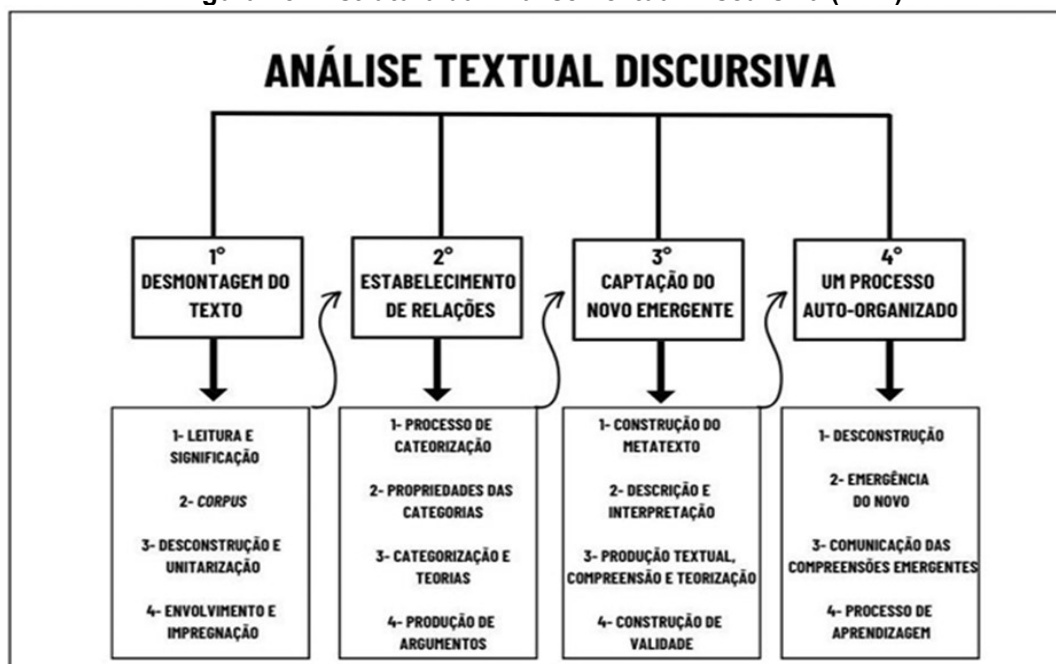 ANÁLISE TEXTUAL DISCURSIVA
1°
DESMONTAGEM DO
TEXTO
2°
ESTABELECIMENTO
DE RELAÇÕES
3°
CAPTAÇÃO DO
NOVO EMERGENTE
4°
UM PROCESSO
AUTO-ORGANIZADO
1- LEITURA E
SIGNIFICAÇÃO
2- CORPUS
3- DESCONSTRUÇÃO E
UNITARIZAÇÃO
4- ENVOLVIMENTO E
IMPREGNAÇÃO
1- PROCESSO DE
CATEORIZAÇÃO
2- PROPRIEDADES DAS
CATEGORIAS
3- CATEGORIZAÇÃO E
TEORIAS
4- PRODUÇÃO DE
ARGUMENTOS
1- CONSTRUÇÃO DO
METATEXTO
2- DESCRIÇÃO E
INTERPRETAÇÃO
3- PRODUÇÃO TEXTUAL,
COMPREENSÃO E TEORIZAÇÃO
4- CONSTRUÇÃO DE
VALIDADE
1- DESCONSTRUÇÃO
2- EMERGÊNCIA
DO NOVO
3- COMUNICAÇÃO DAS
COMPREENSÕES EMERGENTES
4- PROCESSO DE
APRENDIZAGEM